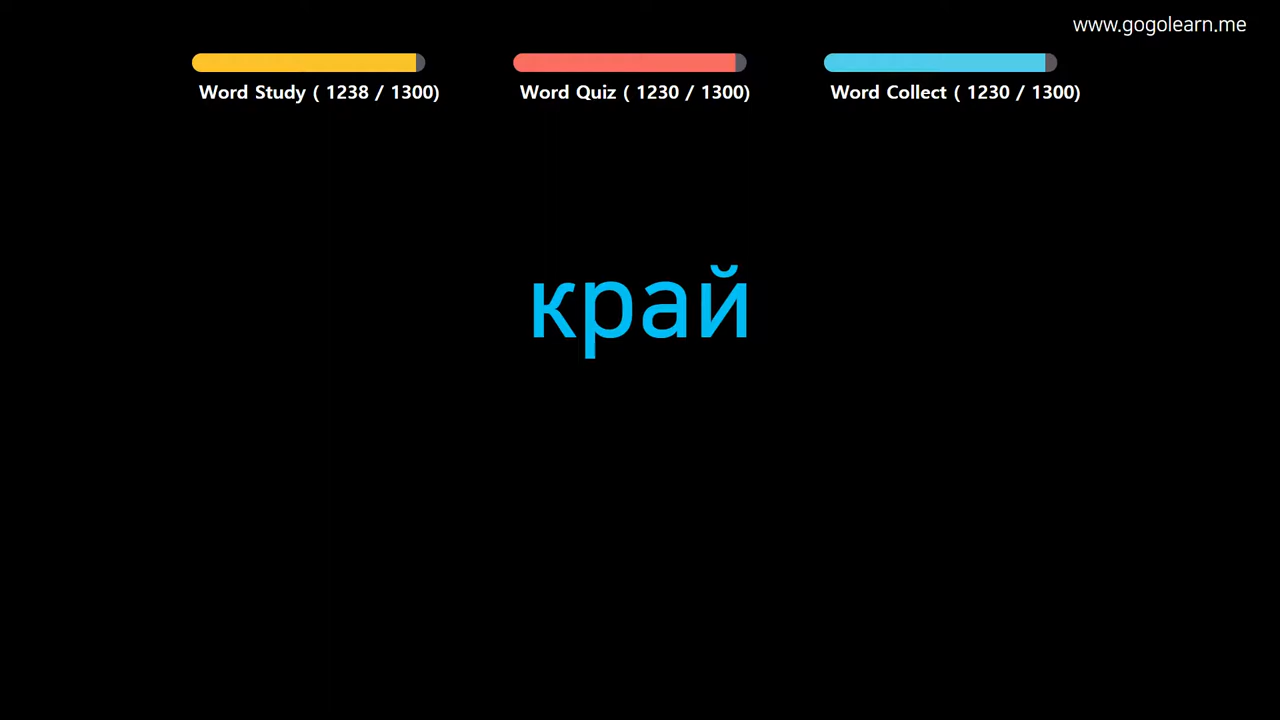 www.gogolearn.me
Word Study ( 1238 / 1300)
Word Quiz ( 1230 / 1300)
Word Collect ( 1230 / 1300)
край